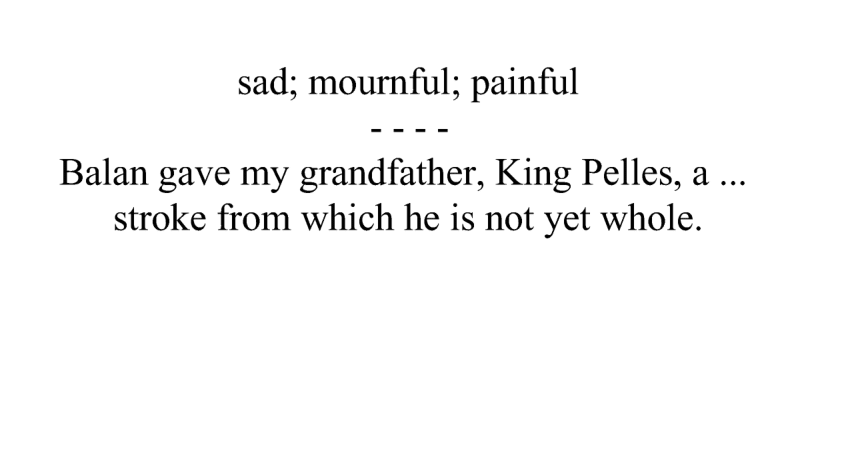 sad; mournful; painful
- - - -
Balan gave my grandfather, King Pelles, a ...
stroke from which he is not yet whole.